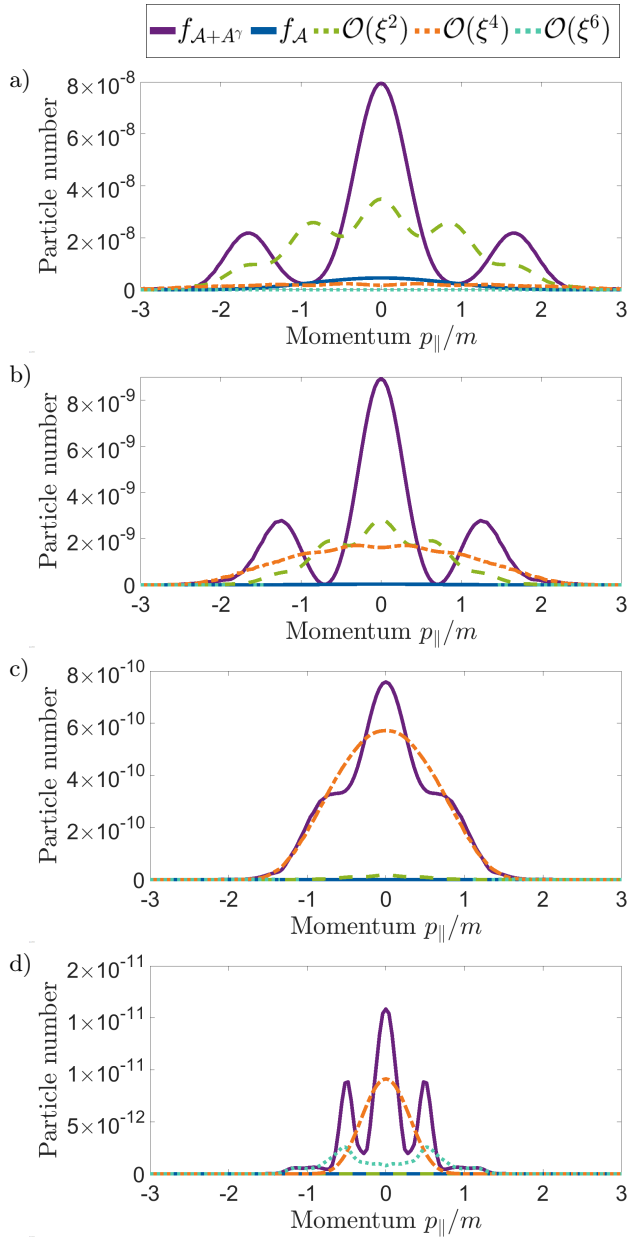 f_{𝒜+A^γ} f_𝒜 𝒪(ξ²) 𝒪(ξ⁴) 𝒪(ξ⁶)
a)
Particle number
8×10⁻⁸
6×10⁻⁸
4×10⁻⁸
2×10⁻⁸
0
-3 -2 -1 0 1 2 3
Momentum p_∥/m
b)
Particle number
8×10⁻⁹
6×10⁻⁹
4×10⁻⁹
2×10⁻⁹
0
-3 -2 -1 0 1 2 3
Momentum p_∥/m
c)
Particle number
8×10⁻¹⁰
6×10⁻¹⁰
4×10⁻¹⁰
2×10⁻¹⁰
0
-3 -2 -1 0 1 2 3
Momentum p_∥/m
d)
Particle number
2×10⁻¹¹
1×10⁻¹¹
1×10⁻¹¹
5×10⁻¹²
0
-3 -2 -1 0 1 2 3
Momentum p_∥/m